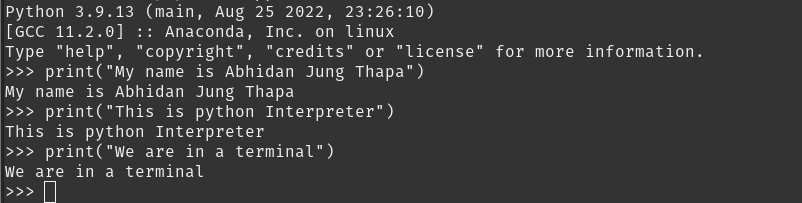 Python 3.9.13 (main, Aug 25 2022, 23:26:10)
[GCC 11.2.0] :: Anaconda, Inc. on linux
Type "help", "copyright", "credits" or "license" for more information.
>>> print("My name is Abhidan Jung Thapa")
My name is Abhidan Jung Thapa
>>> print("This is python Interpreter")
This is python Interpreter
>>> print("We are in a terminal")
We are in a terminal
>>>